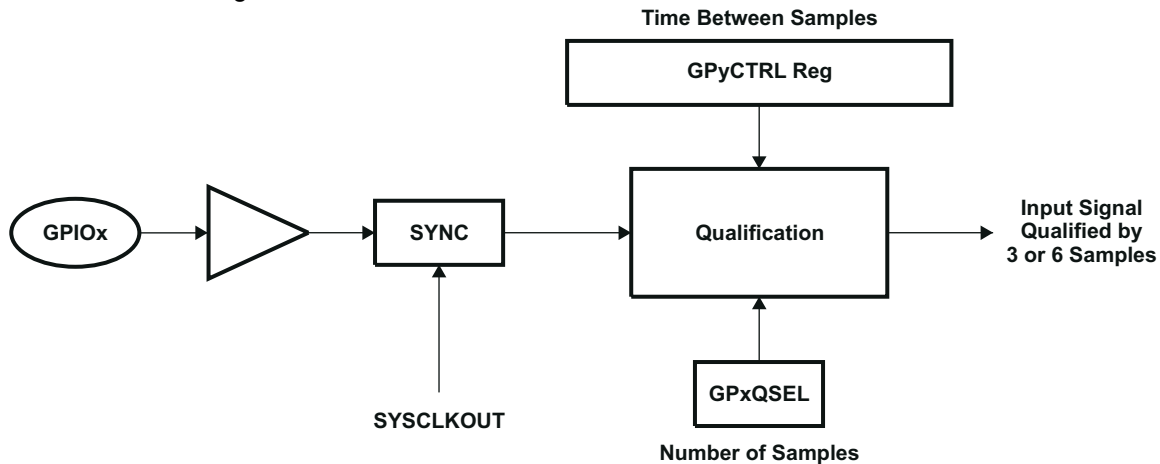 Time Between Samples
GPyCTRL Reg
GPIOx
SYNC
Qualification
Input Signal
Qualified by
3 or 6 Samples
GPxQSEL
SYSCLKOUT
Number of Samples